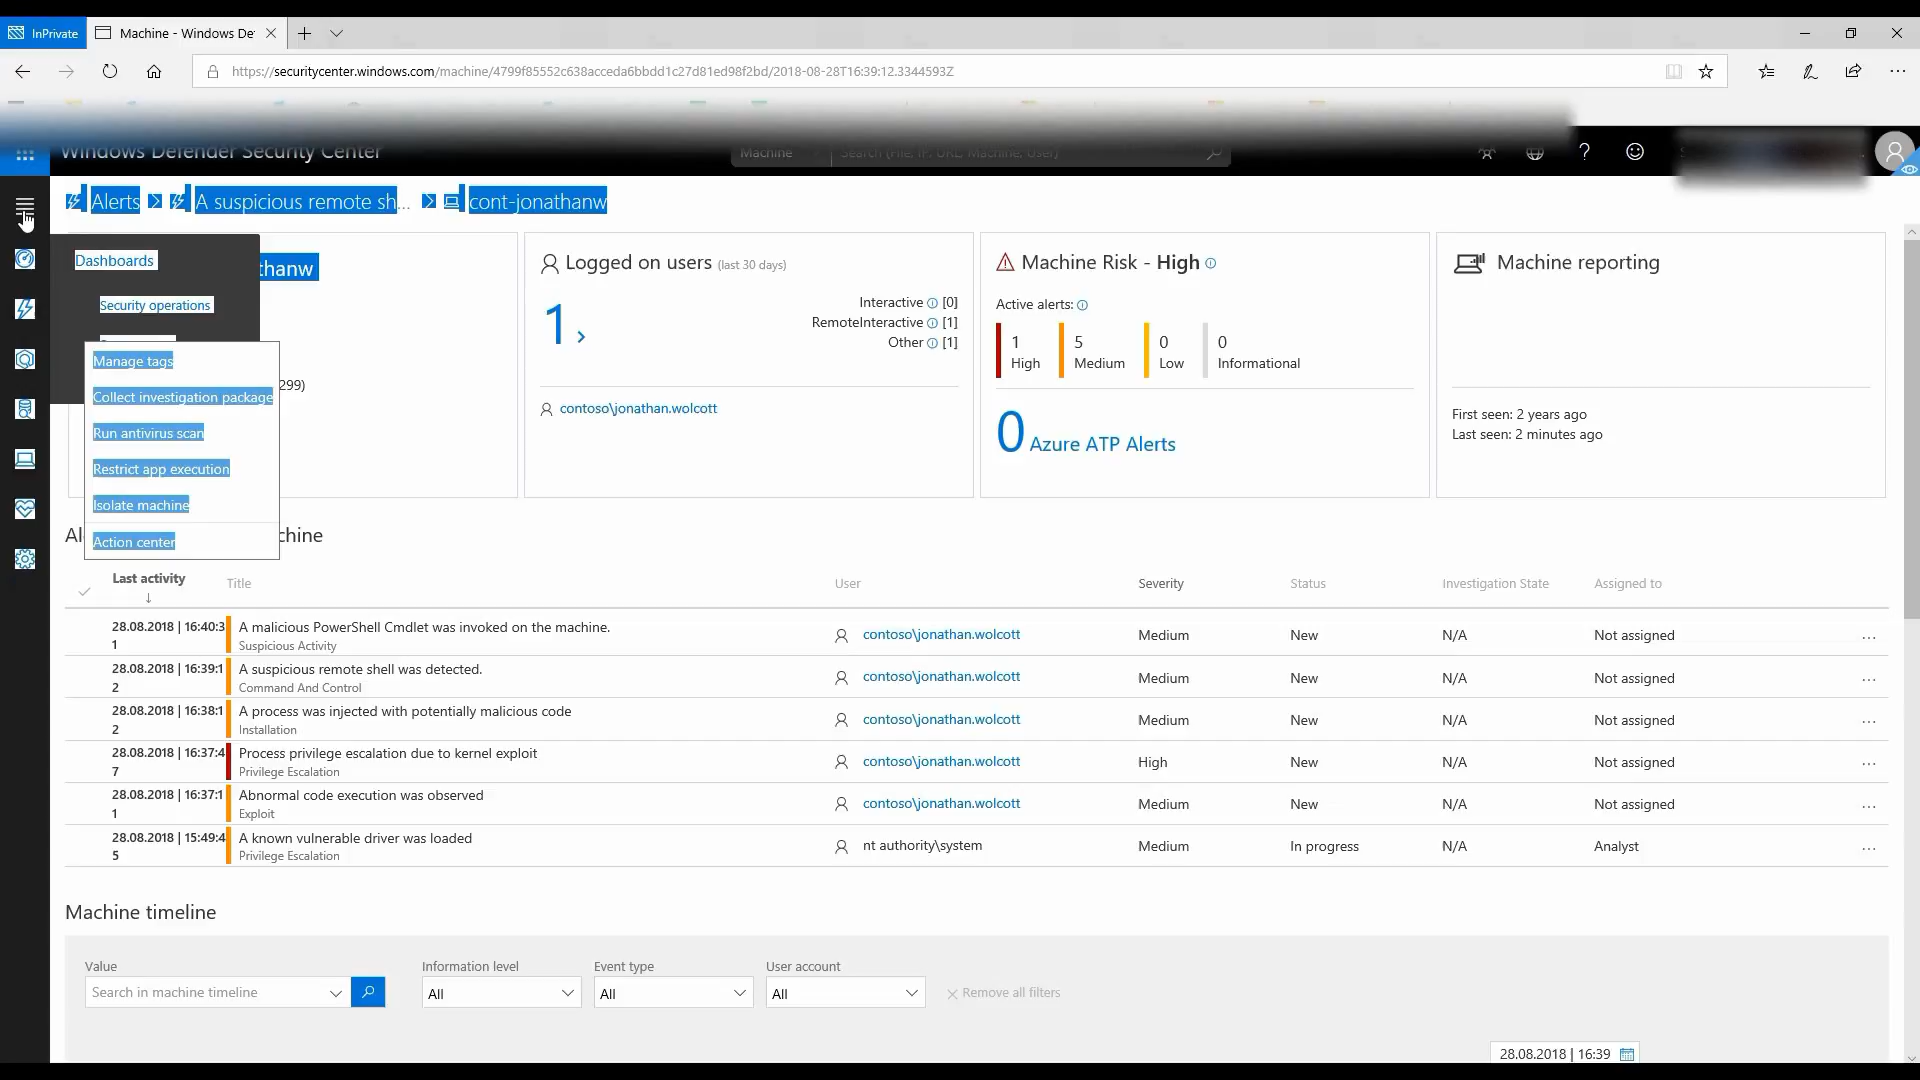 InPrivate
Machine - Windows De
https://securitycenter.windows.com/machine/4799f85552c638acceda6bbdd1c27d81ed98f2bd/2018-08-28T16:39:12.3344593Z
Windows Defender Security Center
Machine
Search (File, IP, URL, Machine, User)
Alerts
A suspicious remote sh...
cont-jonathanw
Dashboards
thanw
Security operations
Manage tags
Collect investigation package
299)
Run antivirus scan
Restrict app execution
Isolate machine
Action center
Logged on users (last 30 days)
1
Interactive [0]
RemoteInteractive [1]
Other [1]
contoso\jonathan.wolcott
Machine Risk - High
Active alerts:
1 5 0 0
High Medium Low Informational
0 Azure ATP Alerts
Machine reporting
First seen: 2 years ago
Last seen: 2 minutes ago
Al chine
Last activity Title User Severity Status Investigation State Assigned to
28.08.2018 | 16:40:3 A malicious PowerShell Cmdlet was invoked on the machine. contoso\jonathan.wolcott Medium New N/A Not assigned ...
1 Suspicious Activity
28.08.2018 | 16:39:1 A suspicious remote shell was detected. contoso\jonathan.wolcott Medium New N/A Not assigned ...
2 Command And Control
28.08.2018 | 16:38:1 A process was injected with potentially malicious code contoso\jonathan.wolcott Medium New N/A Not assigned ...
2 Installation
28.08.2018 | 16:37:4 Process privilege escalation due to kernel exploit contoso\jonathan.wolcott High New N/A Not assigned ...
7 Privilege Escalation
28.08.2018 | 16:37:1 Abnormal code execution was observed contoso\jonathan.wolcott Medium New N/A Not assigned ...
1 Exploit
28.08.2018 | 15:49:4 A known vulnerable driver was loaded nt authority\system Medium In progress N/A Analyst ...
5 Privilege Escalation
Machine timeline
Value Information level Event type User account
Search in machine timeline All All All Remove all filters
28.08.2018 | 16:39